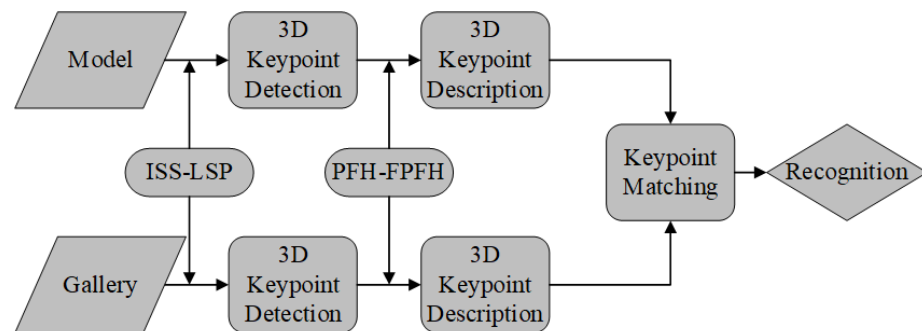 Model
3D
Keypoint
Detection
3D
Keypoint
Description
ISS-LSP
PFH-FPFH
Keypoint
Matching
Recognition
Gallery
3D
Keypoint
Detection
3D
Keypoint
Description